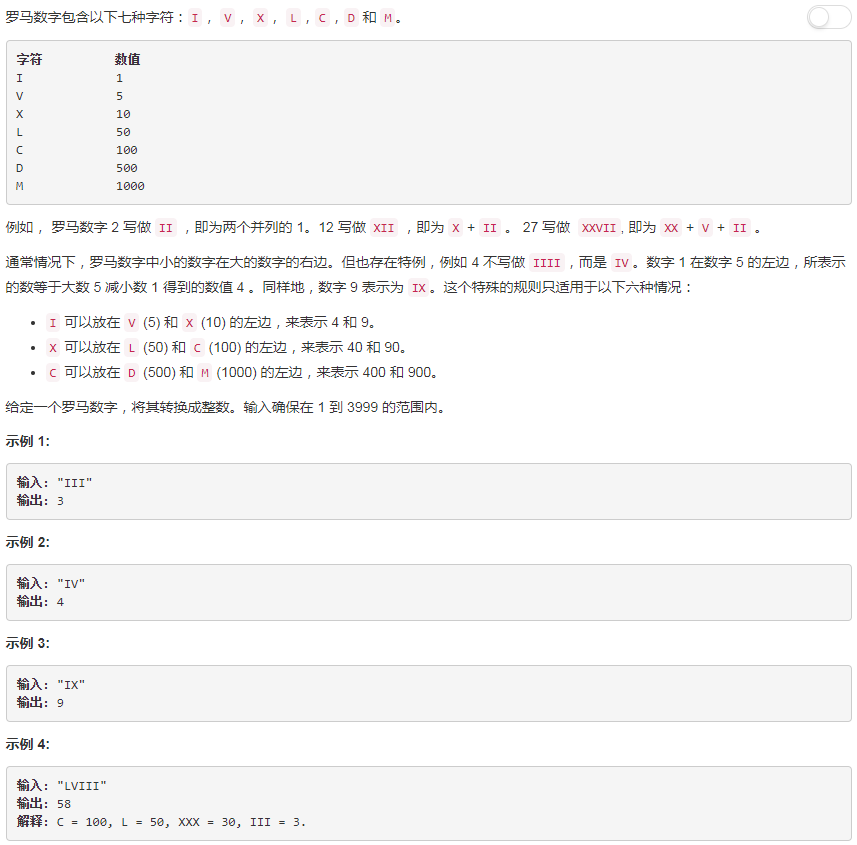 罗马数字包含以下七种字符：I， V， X， L，C，D 和 M。
字符          数值
I             1
V             5
X             10
L             50
C             100
D             500
M             1000
例如， 罗马数字 2 写做 II ，即为两个并列的 1。12 写做 XII ，即为 X + II 。 27 写做  XXVII, 即为 XX + V + II 。
通常情况下，罗马数字中小的数字在大的数字的右边。但也存在特例，例如 4 不写做 IIII，而是 IV。数字 1 在数字 5 的左边，所表示
的数等于大数 5 减小数 1 得到的数值 4 。同样地，数字 9 表示为 IX。这个特殊的规则只适用于以下六种情况：
• I 可以放在 V (5) 和 X (10) 的左边，来表示 4 和 9。
• X 可以放在 L (50) 和 C (100) 的左边，来表示 40 和 90。
• C 可以放在 D (500) 和 M (1000) 的左边，来表示 400 和 900。
给定一个罗马数字，将其转换成整数。输入确保在 1 到 3999 的范围内。
示例 1:
输入: "III"
输出: 3
示例 2:
输入: "IV"
输出: 4
示例 3:
输入: "IX"
输出: 9
示例 4:
输入: "LVIII"
输出: 58
解释: C = 100, L = 50, XXX = 30, III = 3.